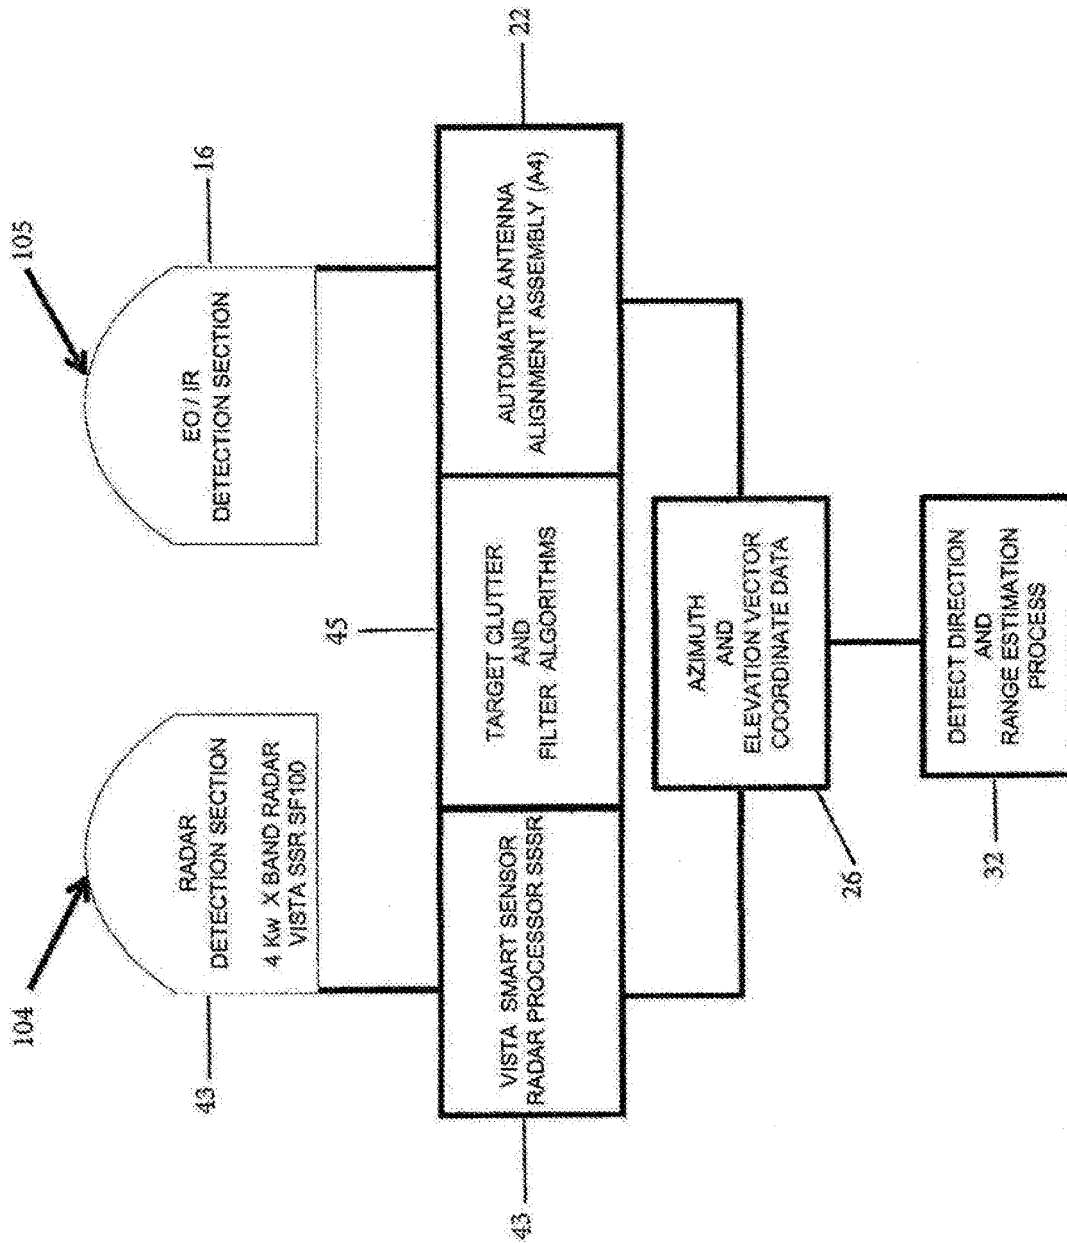 104
105
43
RADAR
DETECTION SECTION
4 Kw X BAND RADAR
VISTA SSR SF100
EO / IR
DETECTION SECTION
16
45
43
VISTA SMART SENSOR
RADAR PROCESSOR SSSR
TARGET CLUTTER
AND
FILTER ALGORITHMS
AUTOMATIC ANTENNA
ALIGNMENT ASSEMBLY (A4)
22
26
AZIMUTH
AND
ELEVATION VECTOR
COORDINATE DATA
32
DETECT DIRECTION
AND
RANGE ESTIMATION
PROCESS